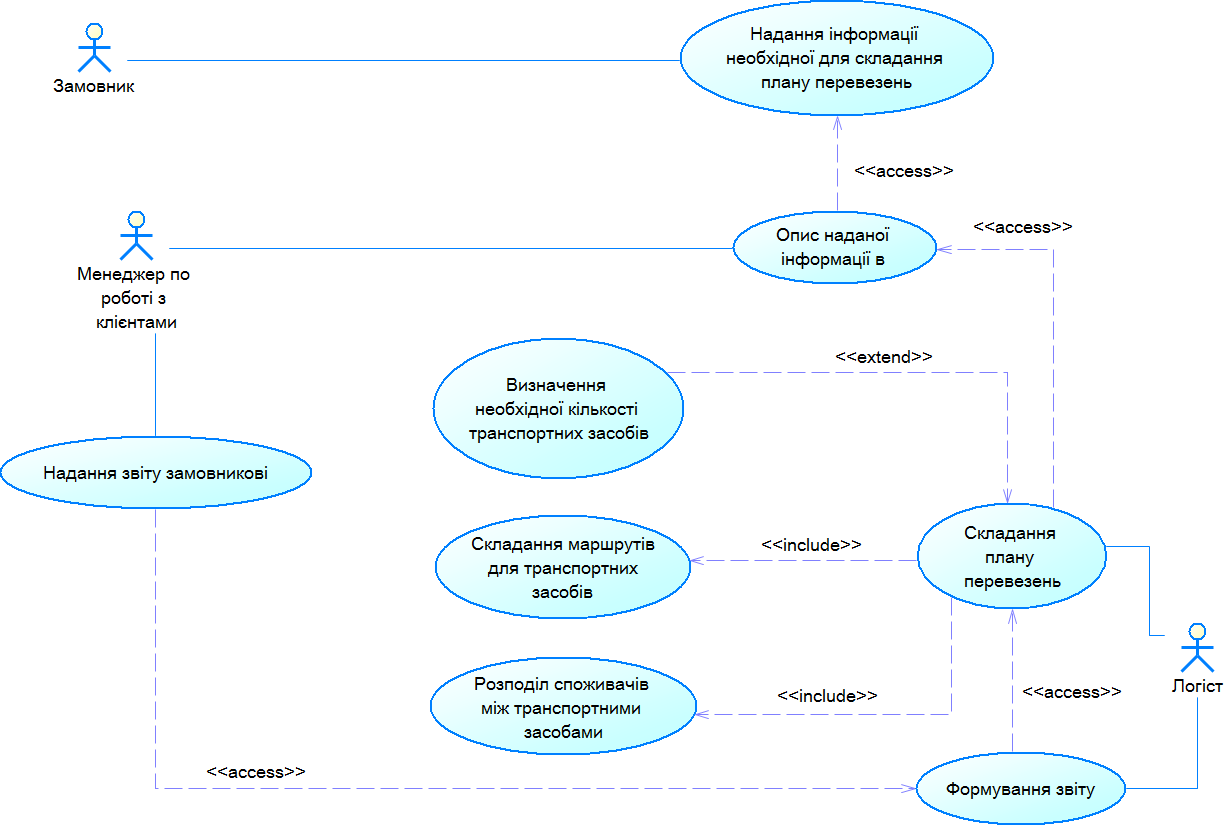 Надання інформації
необхідної для складання
плану перевезень
Замовник
<<access>>
Опис наданої
інформації в
<<access>>
Менеджер по
роботі з
клієнтами
<<extend>>
Визначення
необхідної кількості
транспортних засобів
Надання звіту замовникові
Складання маршрутів
для транспортних
засобів
<<include>>
Складання
плану
перевезень
Логіст
Розподіл споживачів
між транспортними
засобами
<<include>>
<<access>>
<<access>>
Формування звіту